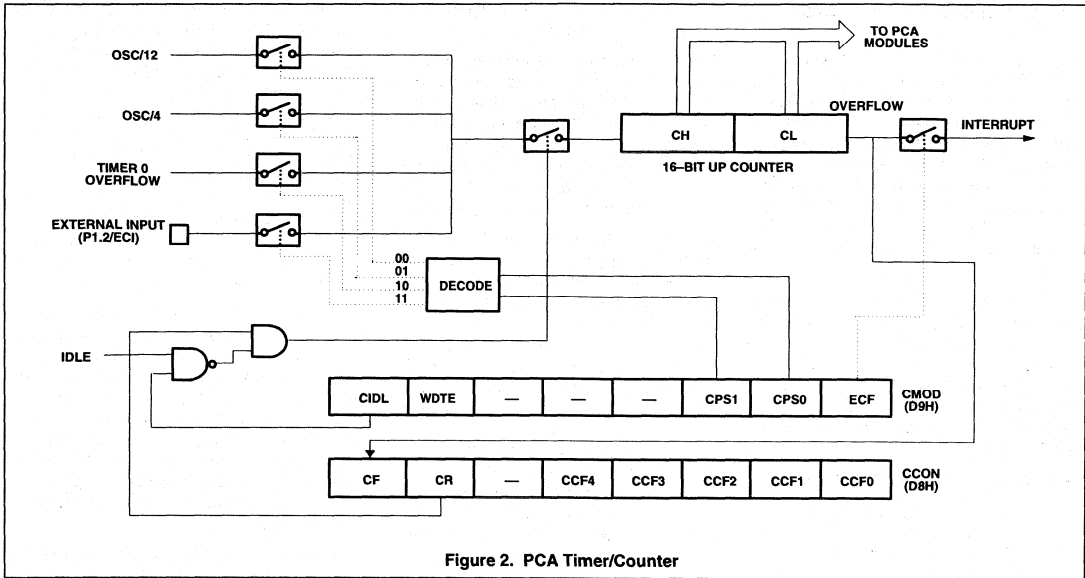 OSC/12
OSC/4
TIMER 0
OVERFLOW
EXTERNAL INPUT
(P1.2/ECI)
TO PCA
MODULES
OVERFLOW
INTERRUPT
CH
CL
16–BIT UP COUNTER
00
01
10
11
DECODE
IDLE
CIDL
WDTE
—
—
—
CPS1
CPS0
ECF
CMOD
(D9H)
CF
CR
—
CCF4
CCF3
CCF2
CCF1
CCF0
CCON
(D8H)
Figure 2. PCA Timer/Counter